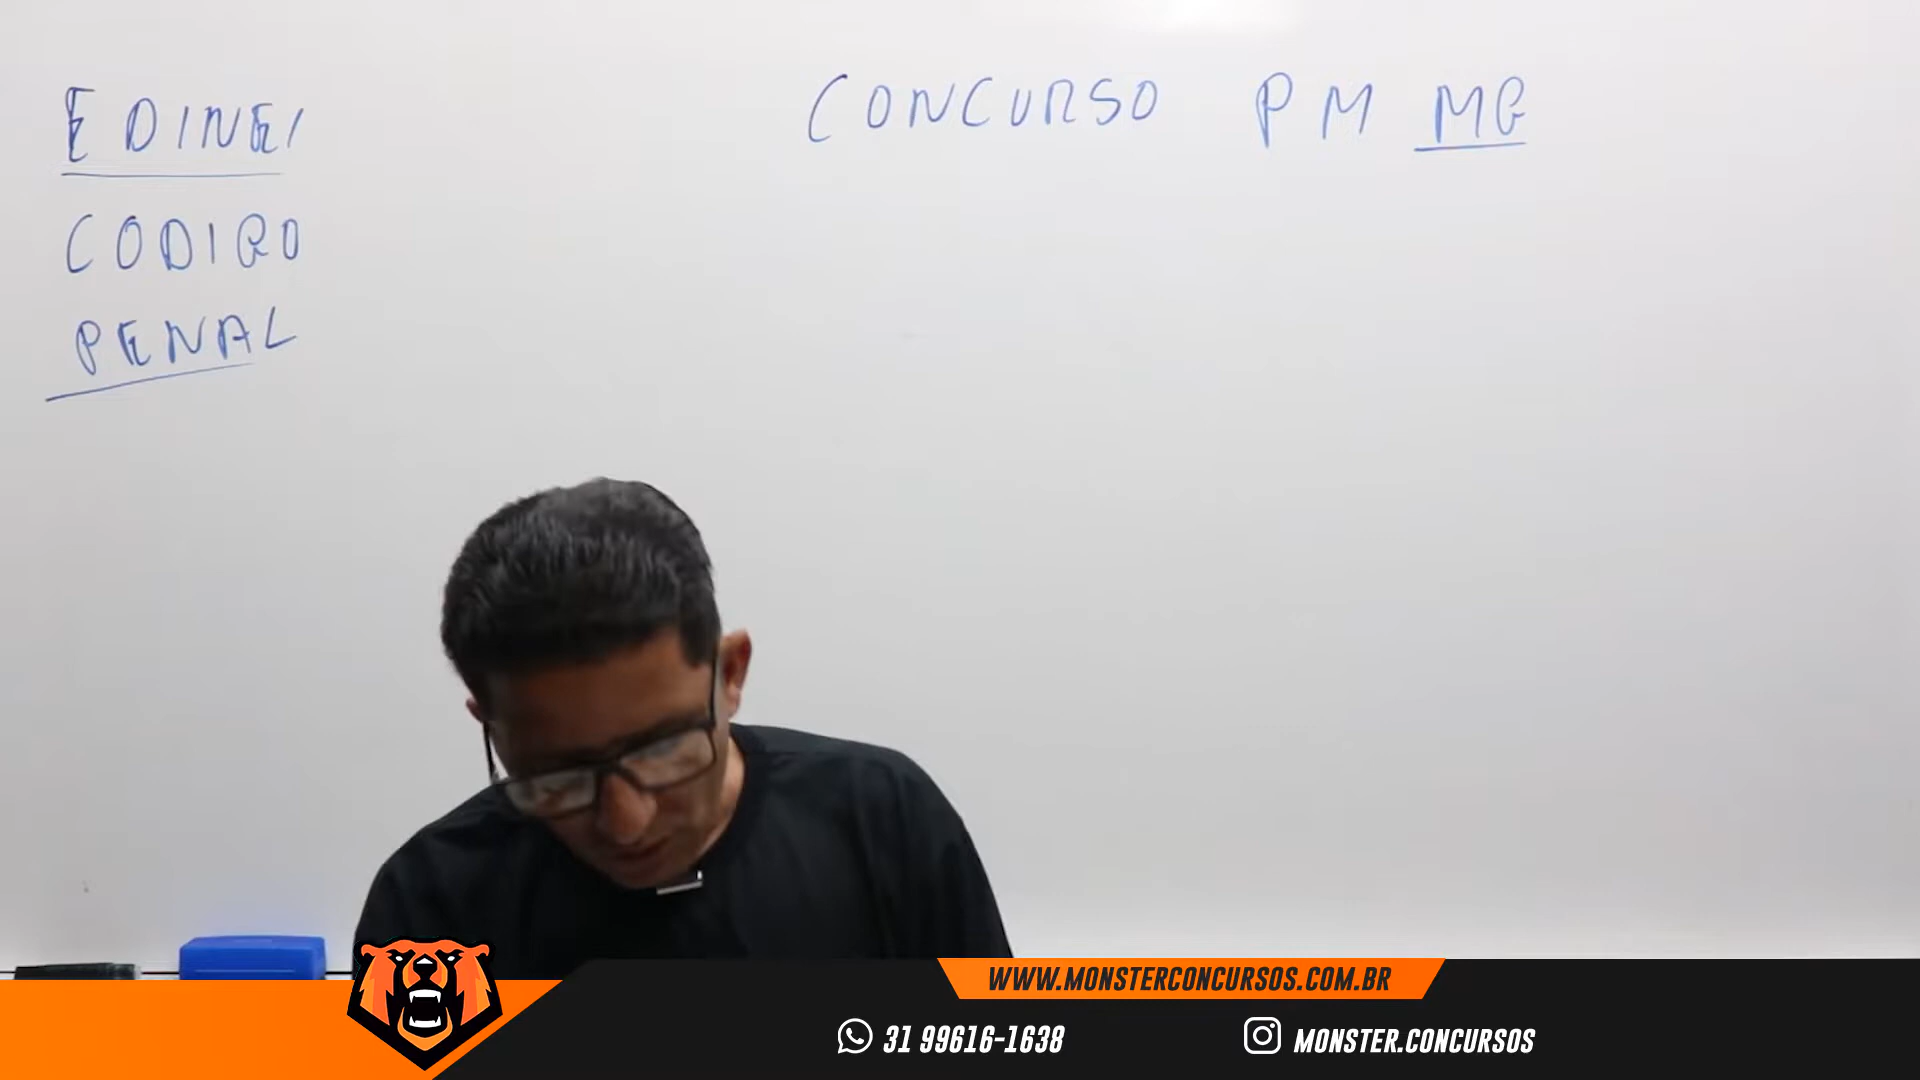 EDINEI
CODIGO
PENAL
CONCURSO PM MG
WWW.MONSTERCONCURSOS.COM.BR
31 99616-1638
MONSTER.CONCURSOS